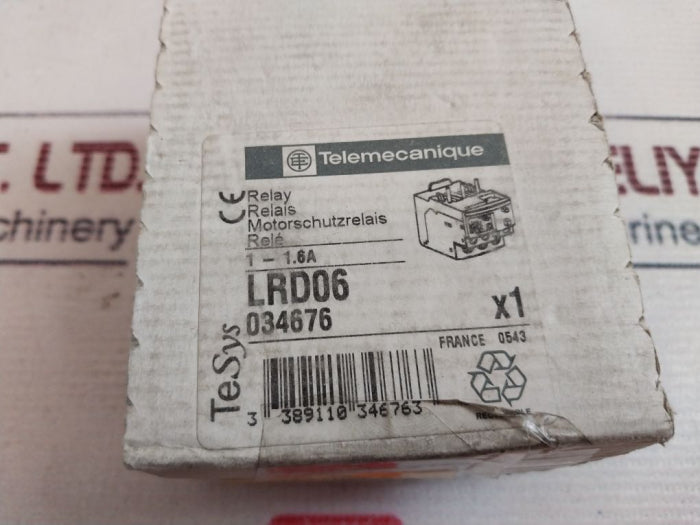 Telemecanique
CE
Relay
Relais
Motorschutzrelais
Relé
1 - 1.6A
LRD06
034676
x1
FRANCE 0543
TeSys
3 389110 346763
T. LTD.
chinery
ELIY
rine